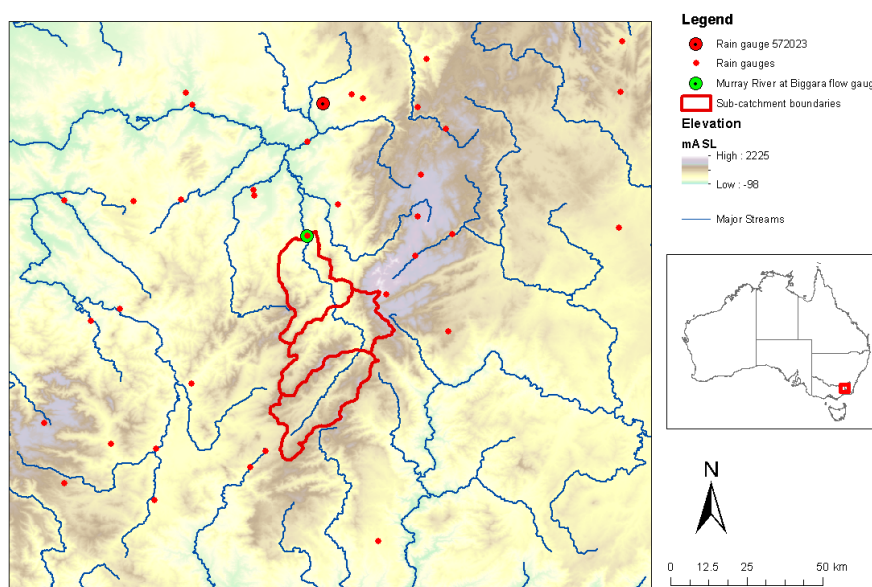 Legend
Rain gauge 572023
Rain gauges
Murray River at Biggara flow gaug
Sub-catchment boundaries
Elevation
mASL
High : 2225
Low : -98
Major Streams
N
0 12.5 25 50 km